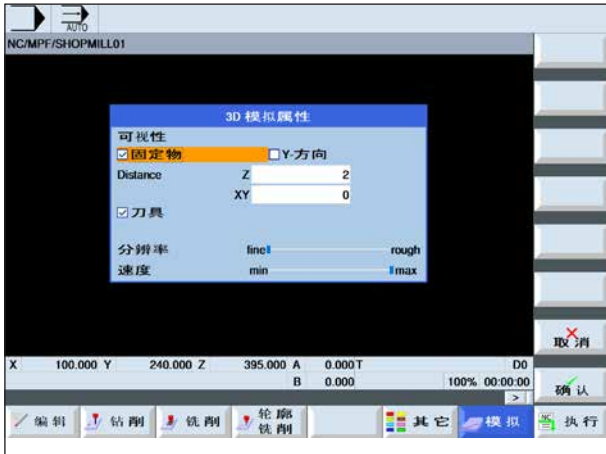 AUTO
NC/MPF/SHOPMILL01
3D 模拟属性
可视性
固定物 Y-方向
Distance Z 2
XY 0
刀具
分辨率 fine rough
速度 min max
取消
X 100.000 Y 240.000 Z 395.000 A 0.000 T D0
B 0.000 100% 00:00:00
>
确认
编辑 钻削 铣削 轮廓铣削 其它 模拟 NC 执行